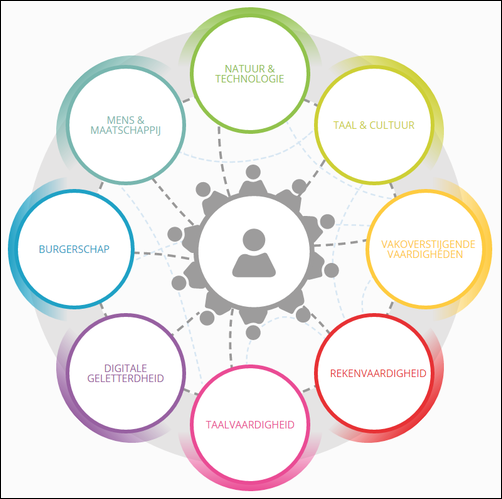 NATUUR &
TECHNOLOGIE
TAAL & CULTUUR
VAKOVERSTIJGENDE
VAARDIGHEDEN
REKENVAARDIGHEID
TAALVAARDIGHEID
DIGITALE
GELETTERDHEID
BURGERSCHAP
MENS &
MAATSCHAPPIJ